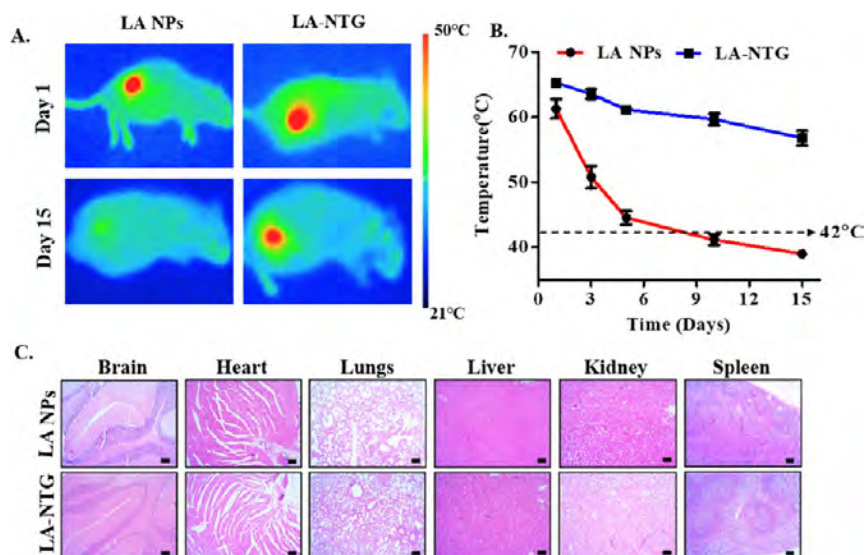 A.
LA NPs
LA-NTG
Day 1
Day 15
50°C
21°C
B.
LA NPs
LA-NTG
Temperature(°C)
70
60
50
40
42°C
0
3
6
9
12
15
Time (Days)
C.
Brain
Heart
Lungs
Liver
Kidney
Spleen
LA NPs
LA-NTG